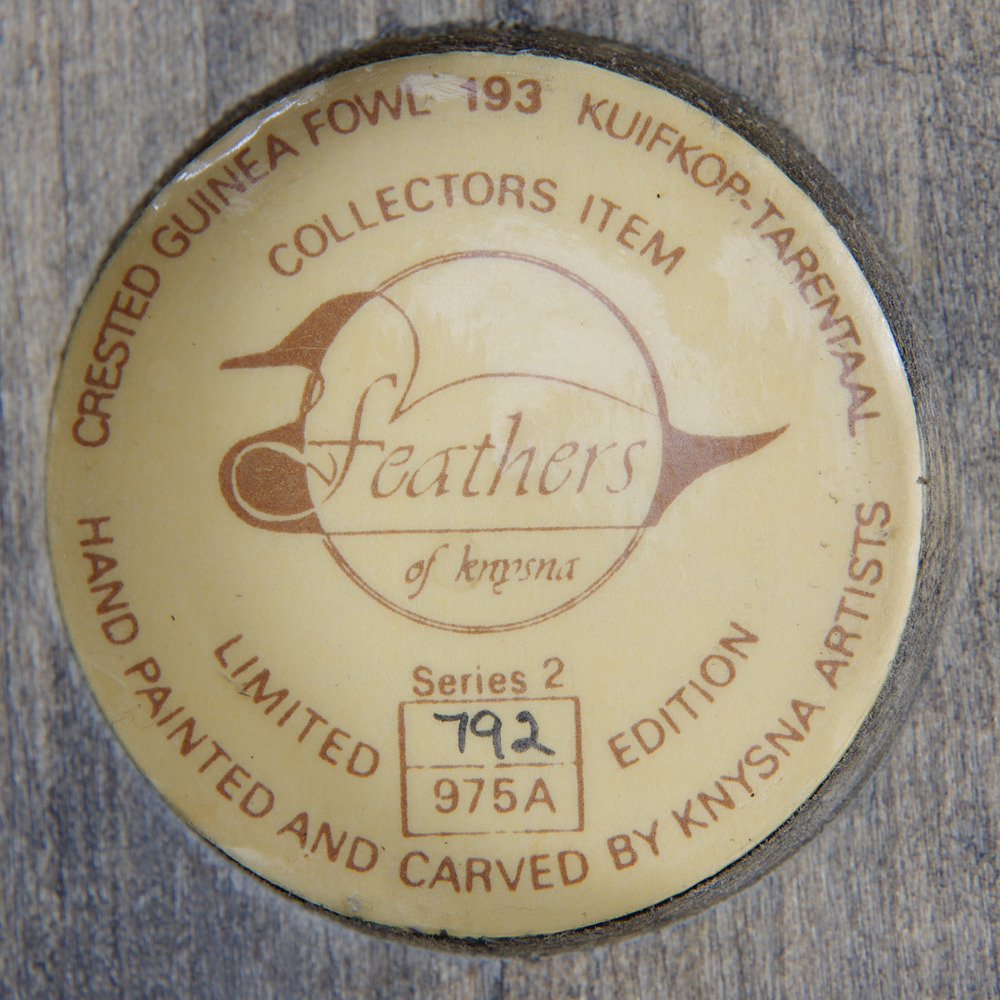 CRESTED GUINEA FOWL 193 KUIFKOP-TARENTAAL
COLLECTORS ITEM
feathers
of knysna
Series 2
792
975A
LIMITED EDITION
HAND PAINTED AND CARVED BY KNYSNA ARTISTS